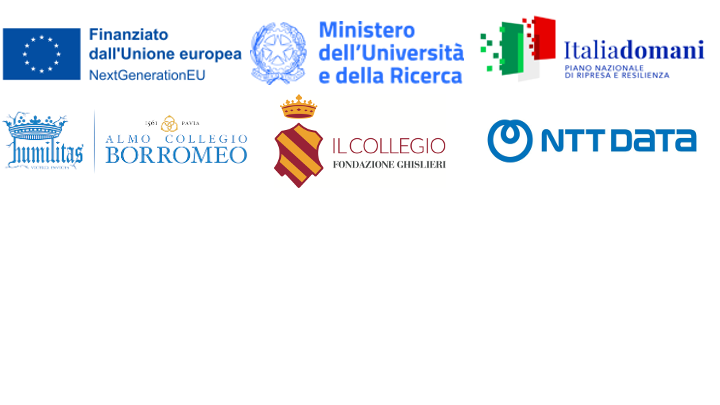 Finanziato
dall'Unione europea
NextGenerationEU
Ministero
dell'Università
e della Ricerca
Italiadomani
PIANO NAZIONALE
DI RIPRESA E RESILIENZA
humilitas
1561 PAVIA
ALMO COLLEGIO
BORROMEO
IL COLLEGIO
FONDAZIONE GHISLIERI
NTT DATA